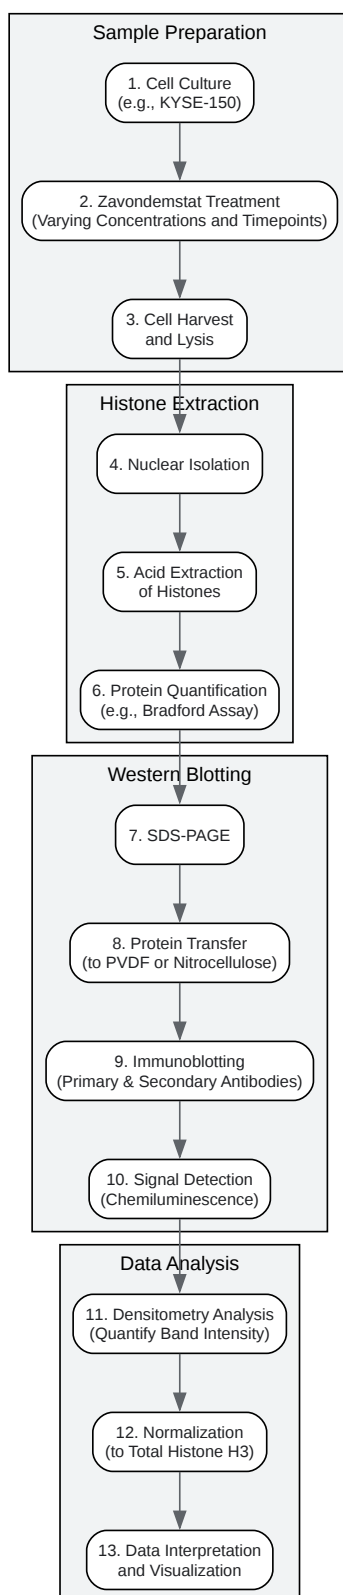 Sample Preparation
1. Cell Culture
(e.g., KYSE-150)
2. Zavondemstat Treatment
(Varying Concentrations and Timepoints)
3. Cell Harvest
and Lysis
Histone Extraction
4. Nuclear Isolation
5. Acid Extraction
of Histones
6. Protein Quantification
(e.g., Bradford Assay)
Western Blotting
7. SDS-PAGE
8. Protein Transfer
(to PVDF or Nitrocellulose)
9. Immunoblotting
(Primary & Secondary Antibodies)
10. Signal Detection
(Chemiluminescence)
Data Analysis
11. Densitometry Analysis
(Quantify Band Intensity)
12. Normalization
(to Total Histone H3)
13. Data Interpretation
and Visualization